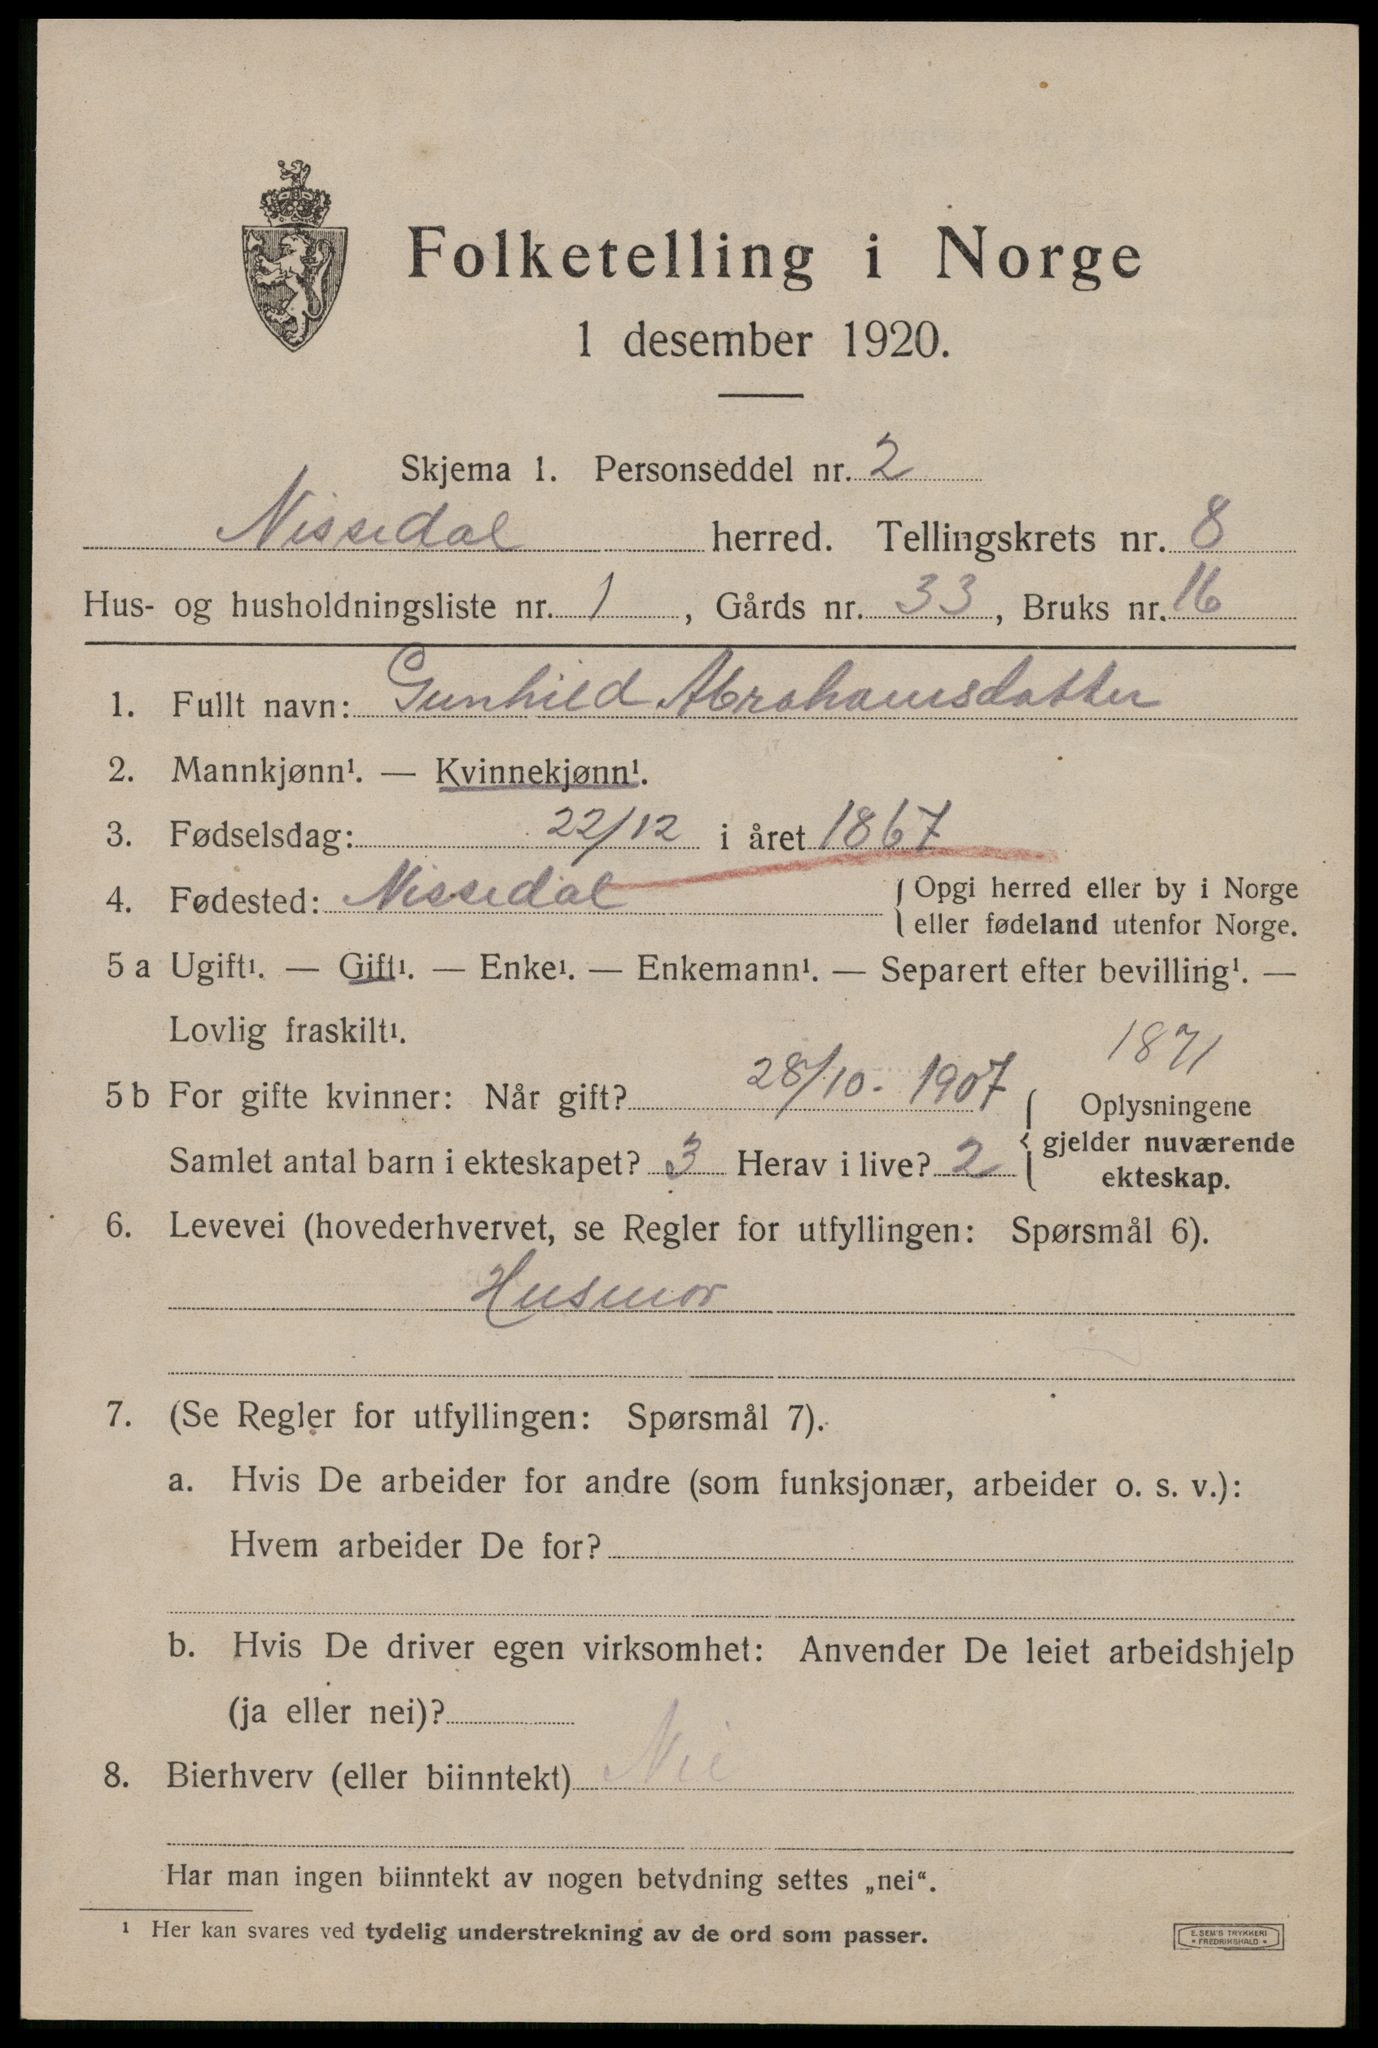 Folketelling i Norge
1 desember 1920.
Skjema 1. Personseddel nr. 2
Nissedal herred. Tellingskrets nr. 8
Hus- og husholdningsliste nr. 1, Gårds nr. 33, Bruks nr. 16
1. Fullt navn: Gunhild Abrahamsdatter
2. Mannkjønn¹. — Kvinnekjønn¹.
3. Fødselsdag: 22/12 i året 1867
4. Fødested: Nissedal { Opgi herred eller by i Norge
eller fødeland utenfor Norge.
5 a Ugift¹. — Gift¹. — Enke¹. — Enkemann¹. — Separert efter bevilling¹. —
Lovlig fraskilt¹.
1871
5 b For gifte kvinner: Når gift? 28/10. 1907 { Oplysningene
gjelder nuværende
ekteskap.
Samlet antal barn i ekteskapet? 3 Herav i live? 2
6. Levevei (hovederhvervet, se Regler for utfyllingen: Spørsmål 6).
Husmor
7. (Se Regler for utfyllingen: Spørsmål 7).
a. Hvis De arbeider for andre (som funksjonær, arbeider o. s. v.):
Hvem arbeider De for?
b. Hvis De driver egen virksomhet: Anvender De leiet arbeidshjelp
(ja eller nei)?
8. Bierhverv (eller biinntekt) Nei
Har man ingen biinntekt av nogen betydning settes „nei“.
¹ Her kan svares ved tydelig understrekning av de ord som passer.
E. SEM'S TRYKKERI
* FREDRIKSHALD *